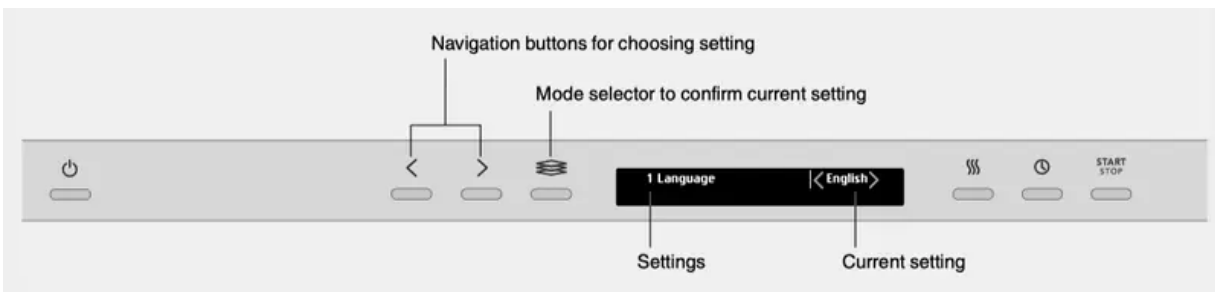 Navigation buttons for choosing setting
Mode selector to confirm current setting
START
STOP
1 Language
English
Settings
Current setting